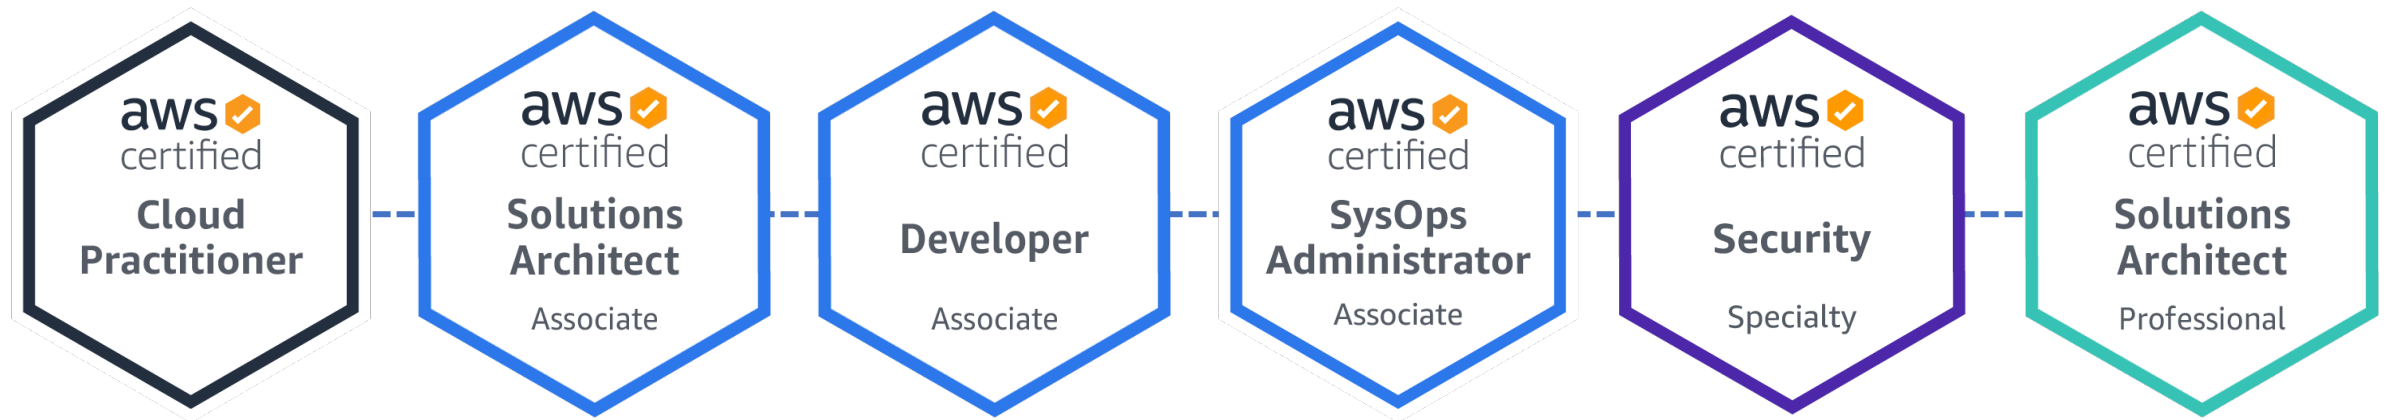 aws
certified
Cloud
Practitioner
aws
certified
Solutions
Architect
Associate
aws
certified
Developer
Associate
aws
certified
SysOps
Administrator
Associate
aws
certified
Security
Specialty
aws
certified
Solutions
Architect
Professional